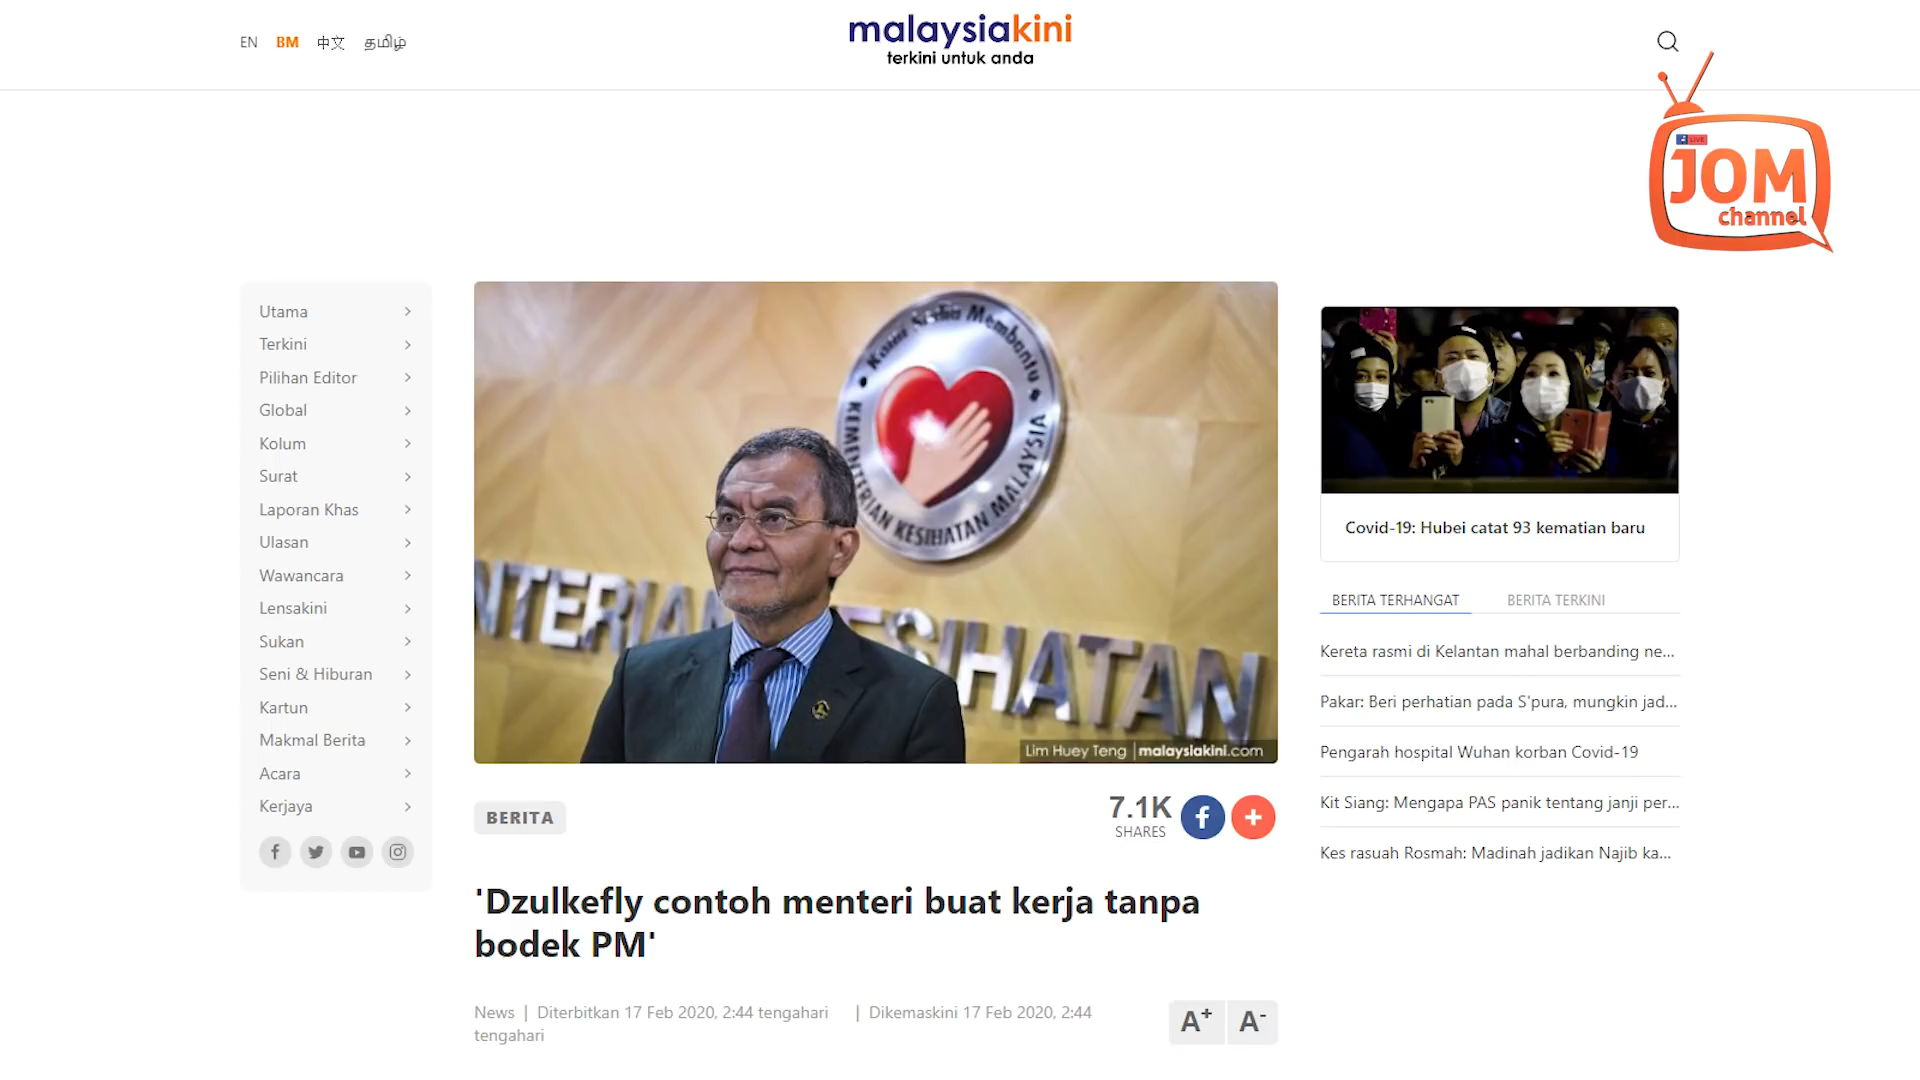 EN BM 中文 தமிழ்
malaysiakini
terkini untuk anda
LIVE
JOM
channel
Utama
Terkini
Pilihan Editor
Global
Kolum
Surat
Laporan Khas
Ulasan
Wawancara
Lensakini
Sukan
Seni & Hiburan
Kartun
Makmal Berita
Acara
Kerjaya
Kami Sedia Membantu
KEMENTERIAN KESIHATAN MALAYSIA
NTERIAN KESIHATAN
Lim Huey Teng | malaysiakini.com
BERITA
7.1K
SHARES
'Dzulkefly contoh menteri buat kerja tanpa
bodek PM'
News | Diterbitkan 17 Feb 2020, 2:44 tengahari | Dikemaskini 17 Feb 2020, 2:44
tengahari
A+ A-
Covid-19: Hubei catat 93 kematian baru
BERITA TERHANGAT BERITA TERKINI
Kereta rasmi di Kelantan mahal berbanding ne...
Pakar: Beri perhatian pada S'pura, mungkin jad...
Pengarah hospital Wuhan korban Covid-19
Kit Siang: Mengapa PAS panik tentang janji per...
Kes rasuah Rosmah: Madinah jadikan Najib ka...